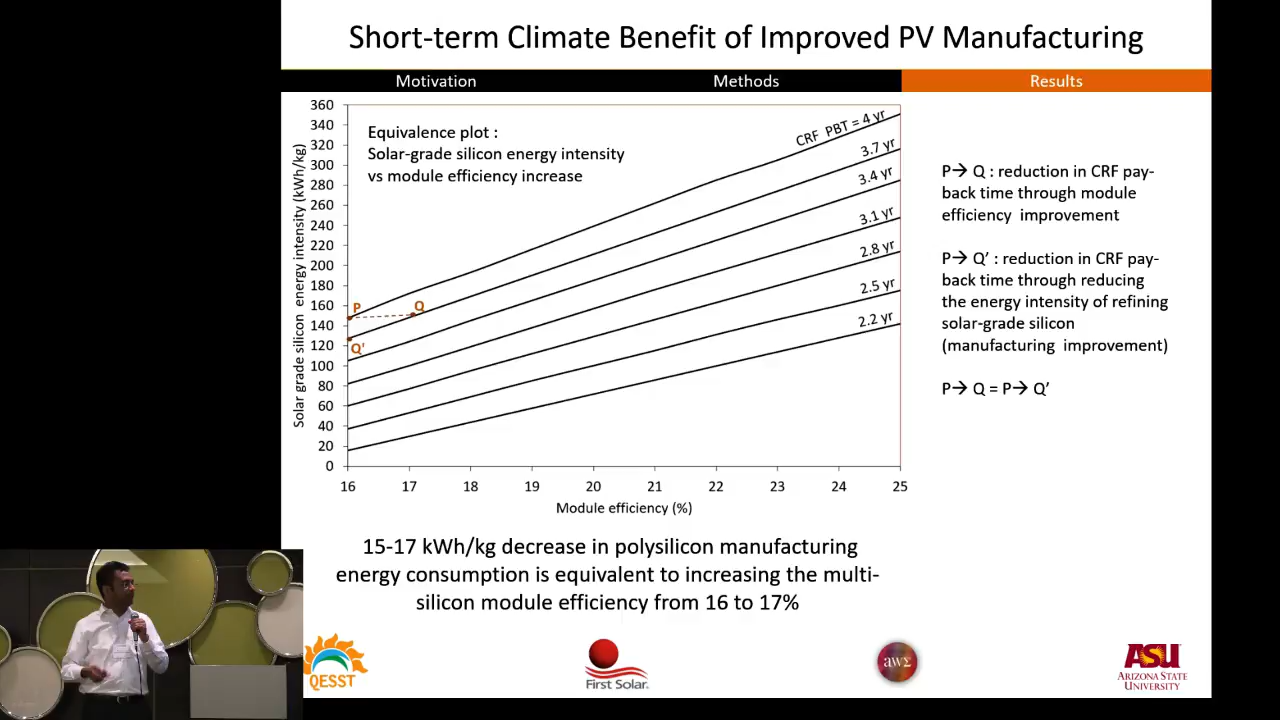 Short-term Climate Benefit of Improved PV Manufacturing
Motivation
Methods
Results
360
340
320
300
280
260
240
220
200
180
160
140
120
100
80
60
40
20
0
Solar grade silicon energy intensity (kWh/kg)
Equivalence plot :
Solar-grade silicon energy intensity
vs module efficiency increase
CRF PBT = 4 yr
3.7 yr
3.4 yr
3.1 yr
2.8 yr
2.5 yr
2.2 yr
P
Q
Q'
16
17
18
19
20
21
22
23
24
25
Module efficiency (%)
P→ Q : reduction in CRF pay-
back time through module
efficiency improvement
P→ Q’ : reduction in CRF pay-
back time through reducing
the energy intensity of refining
solar-grade silicon
(manufacturing improvement)
P→ Q = P→ Q’
15-17 kWh/kg decrease in polysilicon manufacturing
energy consumption is equivalent to increasing the multi-
silicon module efficiency from 16 to 17%
QESST
First Solar.
awΣ
ASU
ARIZONA STATE
UNIVERSITY